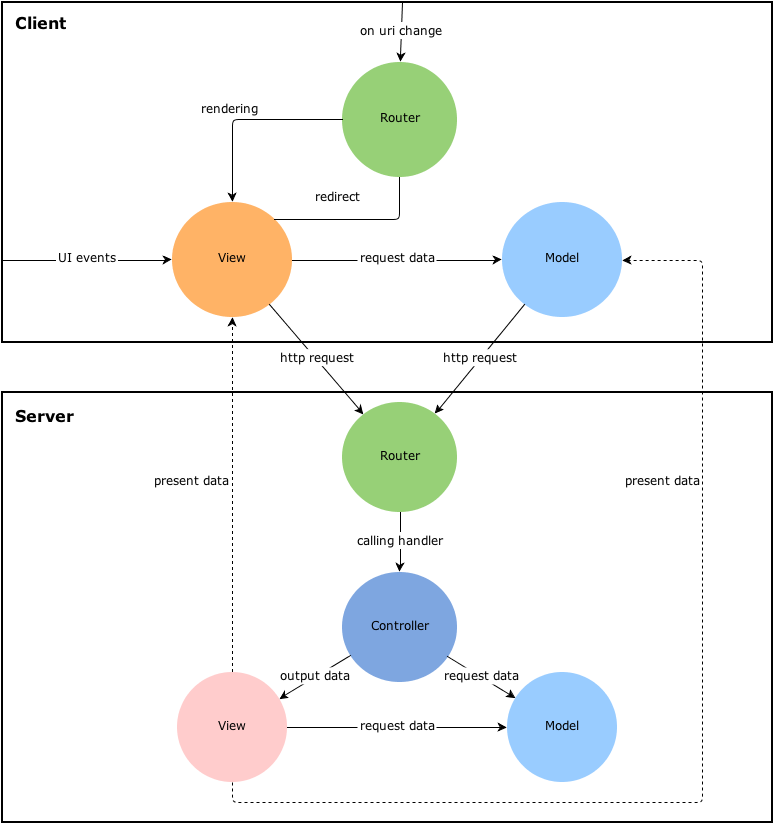 Client
on uri change
Router
rendering
redirect
UI events
View
request data
Model
http request
http request
Server
Router
present data
present data
calling handler
Controller
output data
request data
View
request data
Model